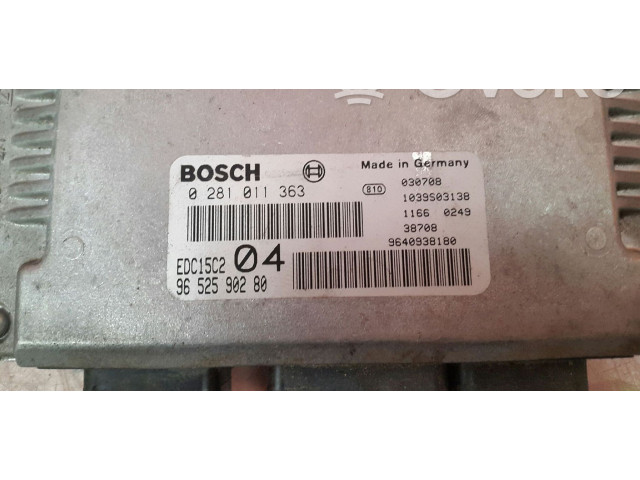 BOSCH
Made in Germany
0 281 011 363
810
030708
1039S03138
1166 0249
38708
9640938180
EDC15C2 04
96 525 902 80